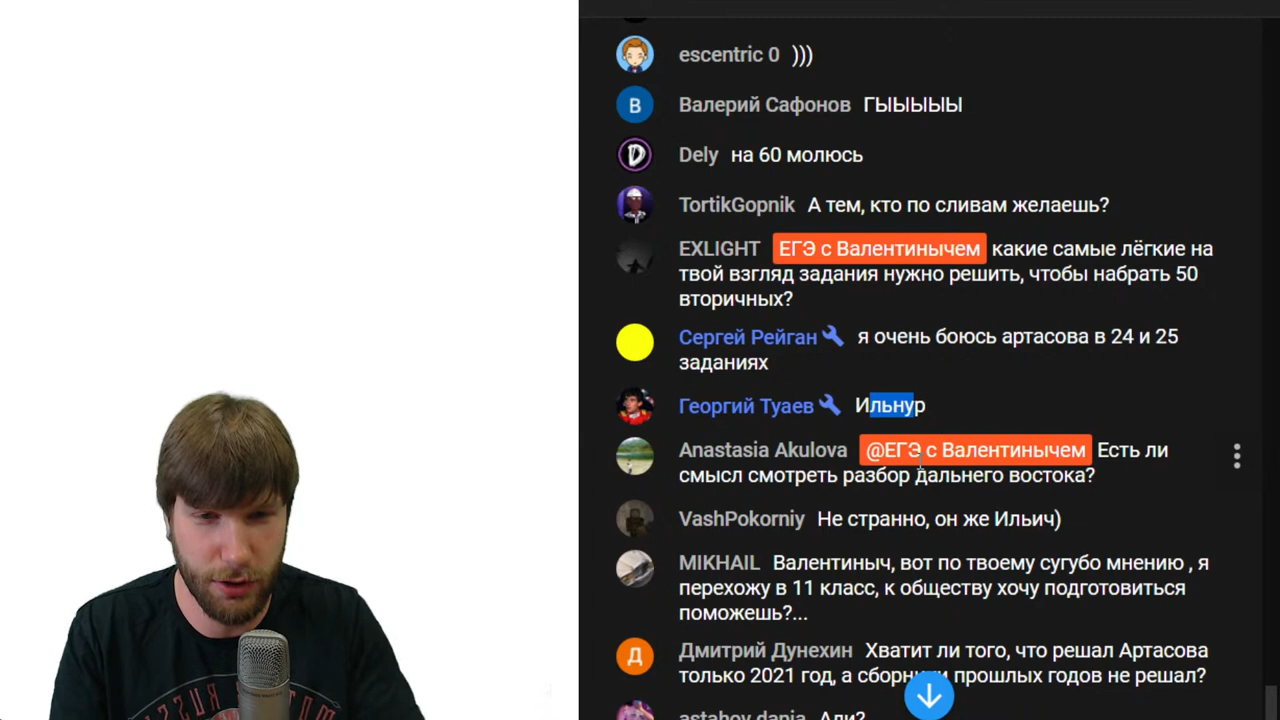 escentric 0 )))
Валерий Сафонов ГЫЫЫЫЫ
Dely на 60 молюсь
TortikGopnik А тем, кто по сливам желаешь?
EXLIGHT ЕГЭ с Валентинычем какие самые лёгкие на
твой взгляд задания нужно решить, чтобы набрать 50
вторичных?
Сергей Рейган я очень боюсь артасова в 24 и 25
заданиях
Георгий Туаев Ильнур
Anastasia Akulova @ЕГЭ с Валентинычем Есть ли
смысл смотреть разбор дальнего востока?
VashPokorniy Не странно, он же Ильич)
MIKHAIL Валентиныч, вот по твоему сугубо мнению , я
перехожу в 11 класс, к обществу хочу подготовиться
поможешь?...
Дмитрий Дунехин Хватит ли того, что решал Артасова
только 2021 год, а сборники прошлых годов не решал?
astahov danja Али?